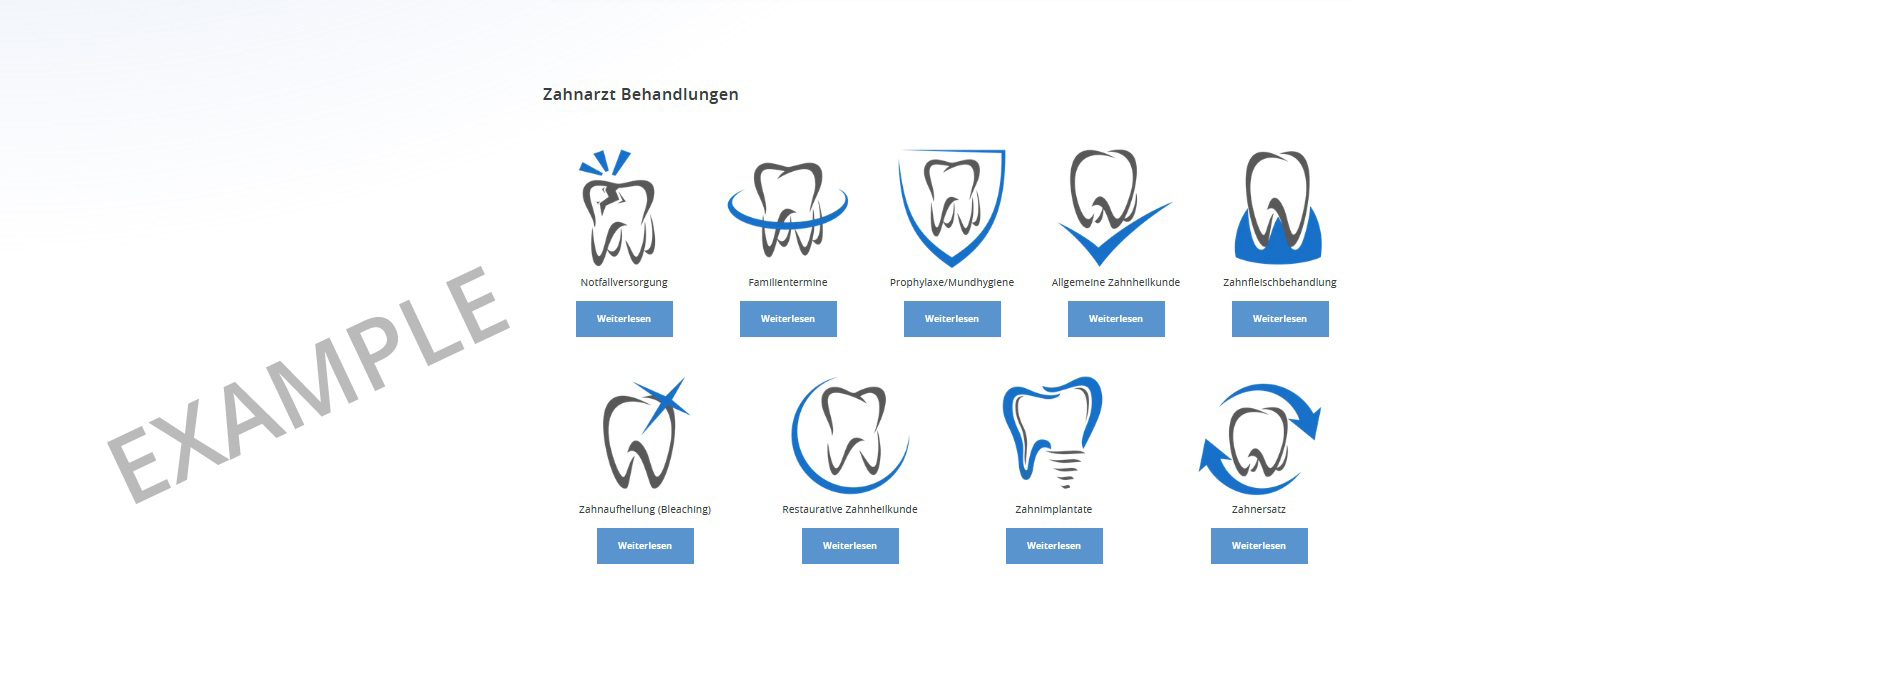 Zahnarzt Behandlungen
Notfallversorgung
Familientermine
Prophylaxe/Mundhygiene
Allgemeine Zahnheilkunde
Zahnfleischbehandlung
Weiterlesen
Weiterlesen
Weiterlesen
Weiterlesen
Weiterlesen
EXAMPLE
Zahnaufhellung (Bleaching)
Restaurative Zahnheilkunde
Zahnimplantate
Zahnersatz
Weiterlesen
Weiterlesen
Weiterlesen
Weiterlesen